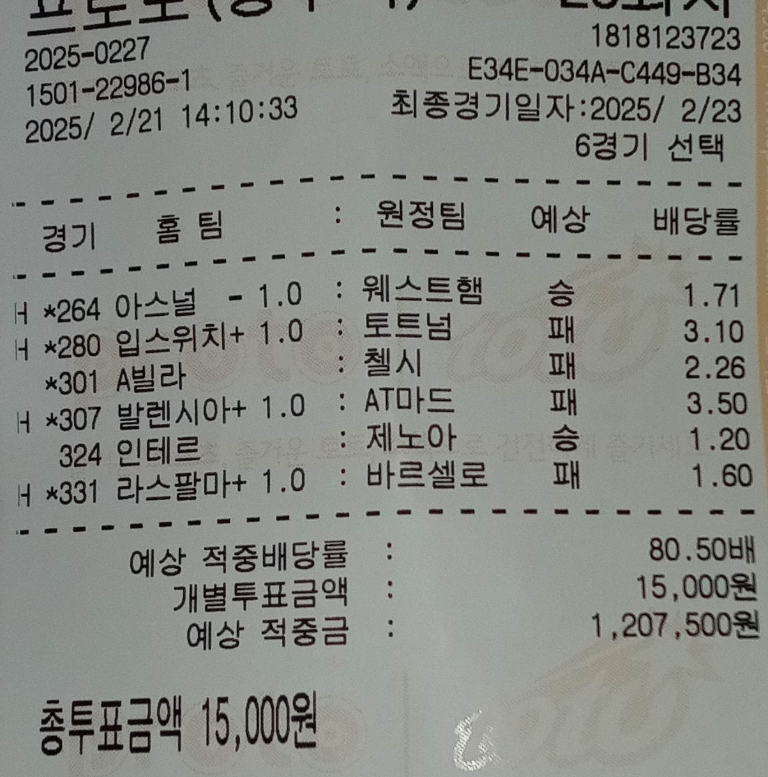 2025-0227 1818123723
1501-22986-1 E34E-034A-C449-B34
2025/ 2/21 14:10:33 최종경기일자:2025/ 2/23
6경기 선택
경기 홈 팀 : 원정팀 예상 배당률
H *264 아스널 - 1.0 : 웨스트햄 승 1.71
H *280 입스위치+ 1.0 : 토트넘 패 3.10
*301 A빌라 : 첼시 패 2.26
H *307 발렌시아+ 1.0 : AT마드 패 3.50
324 인테르 : 제노아 승 1.20
H *331 라스팔마+ 1.0 : 바르셀로 패 1.60
예상 적중배당률 : 80.50배
개별투표금액 : 15,000원
예상 적중금 : 1,207,500원
총투표금액 15,000원